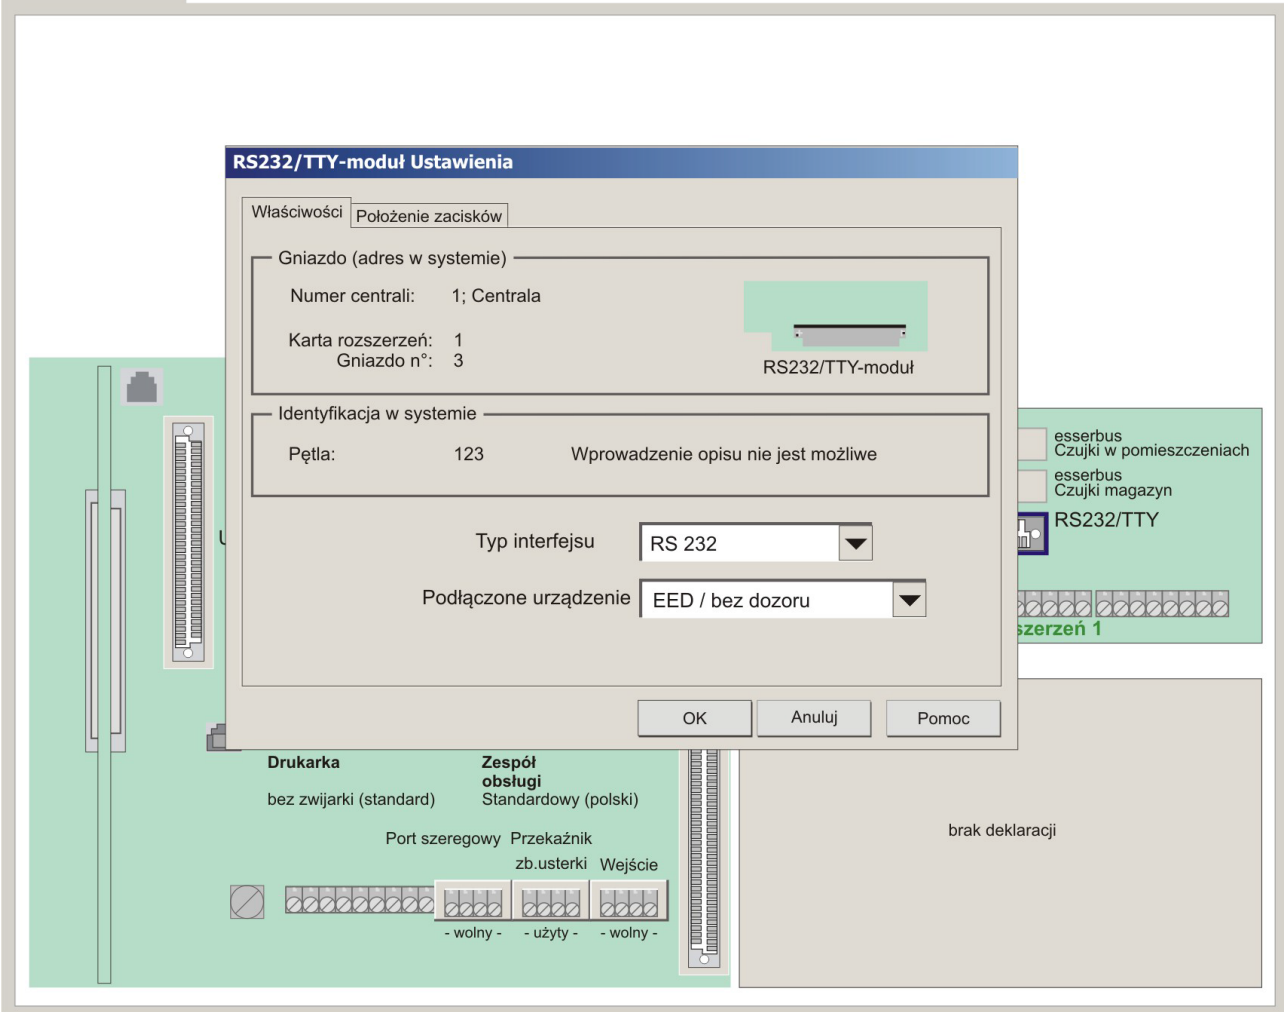 RS232/TTY-moduł Ustawienia
Właściwości
Położenie zacisków
Gniazdo (adres w systemie)
Numer centrali: 1; Centrala
Karta rozszerzeń: 1
Gniazdo n°: 3
RS232/TTY-moduł
Identyfikacja w systemie
Pętla: 123 Wprowadzenie opisu nie jest możliwe
Typ interfejsu RS 232
Podłączone urządzenie EED / bez dozoru
OK
Anuluj
Pomoc
esserbus
Czujki w pomieszczeniach
esserbus
Czujki magazyn
RS232/TTY
szerzeń 1
Drukarka
bez zwijarki (standard)
Zespół
obsługi
Standardowy (polski)
Port szeregowy
Przekaźnik
zb.usterki
Wejście
- wolny -
- użyty -
- wolny -
brak deklaracji